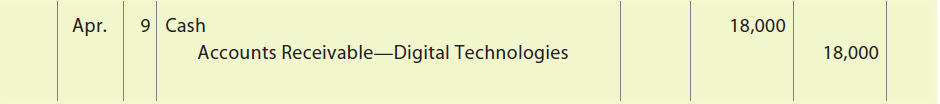 Apr. 9 Cash 18,000
Accounts Receivable—Digital Technologies 18,000